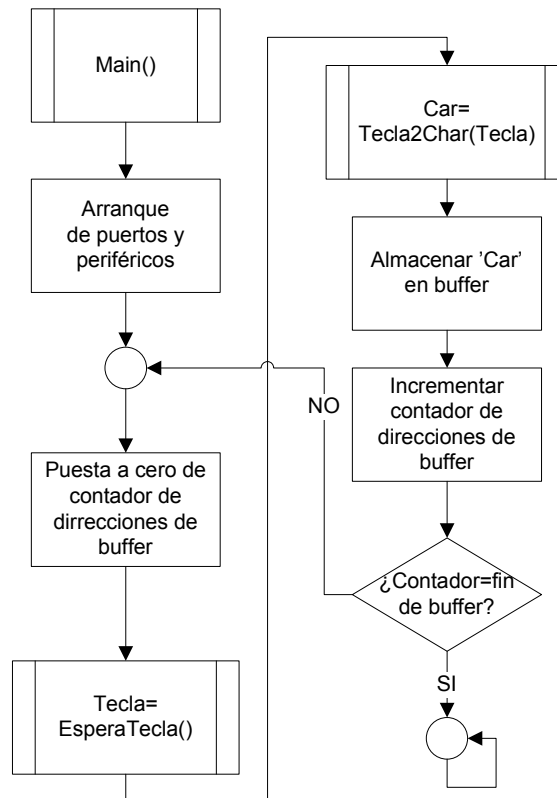 Main()
Arranque
de puertos y
periféricos
Puesta a cero de
contador de
dirrecciones de
buffer
Tecla=
EsperaTecla()
Car=
Tecla2Char(Tecla)
Almacenar ’Car’
en buffer
Incrementar
contador de
direcciones de
buffer
NO
¿Contador=fin
de buffer?
SI